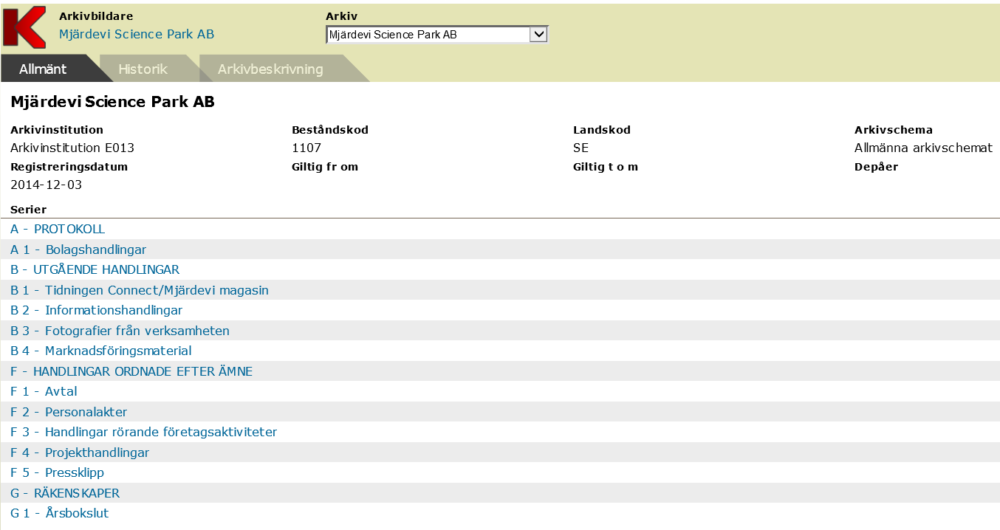 Arkivbildare Arkiv
Mjärdevi Science Park AB Mjärdevi Science Park AB
Allmänt Historik Arkivbeskrivning
Mjärdevi Science Park AB
Arkivinstitution Beståndskod Landskod Arkivschema
Arkivinstitution E013 1107 SE Allmänna arkivschemat
Registreringsdatum Giltig fr om Giltig t o m Depåer
2014-12-03
Serier
A - PROTOKOLL
A 1 - Bolagshandlingar
B - UTGÅENDE HANDLINGAR
B 1 - Tidningen Connect/Mjärdevi magasin
B 2 - Informationshandlingar
B 3 - Fotografier från verksamheten
B 4 - Marknadsföringsmaterial
F - HANDLINGAR ORDNADE EFTER ÄMNE
F 1 - Avtal
F 2 - Personalakter
F 3 - Handlingar rörande företagsaktiviteter
F 4 - Projekthandlingar
F 5 - Pressklipp
G - RÄKENSKAPER
G 1 - Årsbokslut